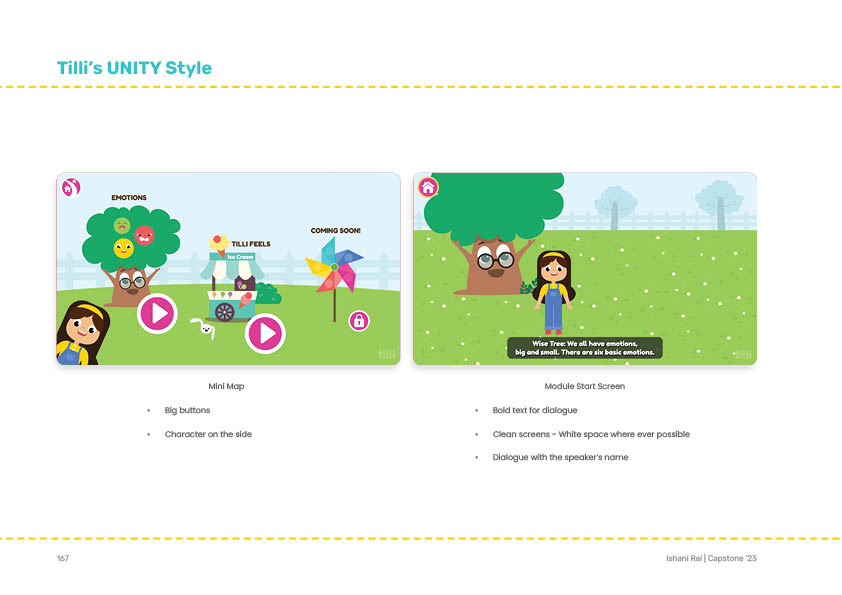 Tilli's UNITY Style
EMOTIONS
TILLI FEELS
Ice Cream
COMING SOON!
tilli
Wise Tree: We all have emotions,
big and small. There are six basic emotions.
tilli
Mini Map
• Big buttons
• Character on the side
Module Start Screen
• Bold text for dialogue
• Clean screens - White space where ever possible
• Dialogue with the speaker's name
167
Ishani Rai | Capstone '23